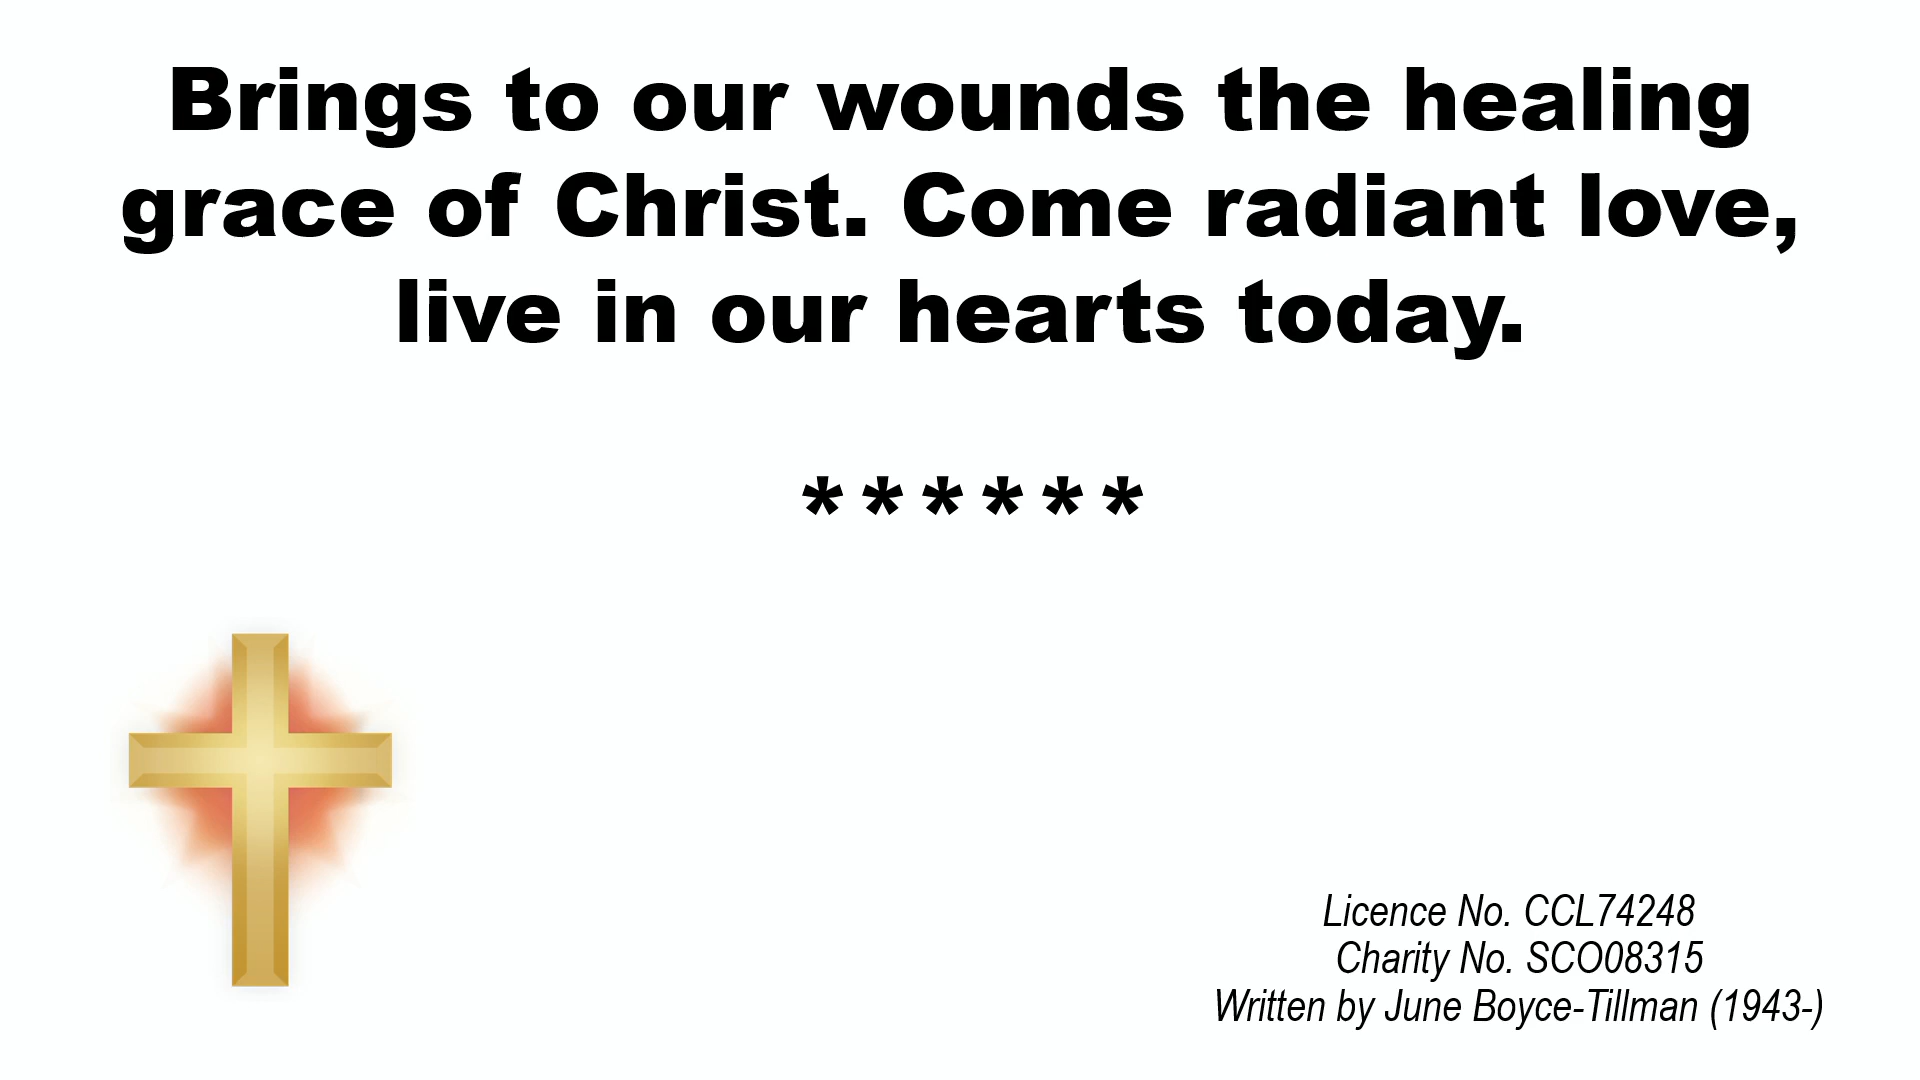 Brings to our wounds the healing
grace of Christ. Come radiant love,
live in our hearts today.
******
Licence No. CCL74248
Charity No. SCO08315
Written by June Boyce-Tillman (1943-)